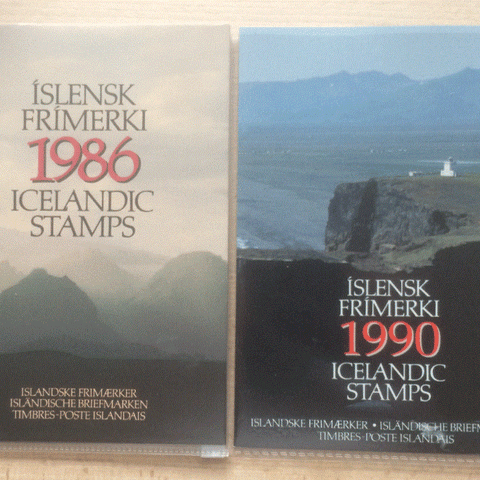 ÍSLENSK
FRÍMERKI
1986
ICELANDIC
STAMPS
ISLANDSKE FRIMÆRKER
ISLÄNDISCHE BRIEFMARKEN
TIMBRES-POSTE ISLANDAIS
ÍSLENSK
FRÍMERKI
1990
ICELANDIC
STAMPS
ISLANDSKE FRIMÆRKER • ISLÄNDISCHE BRIEFM
TIMBRES-POSTE ISLANDAIS